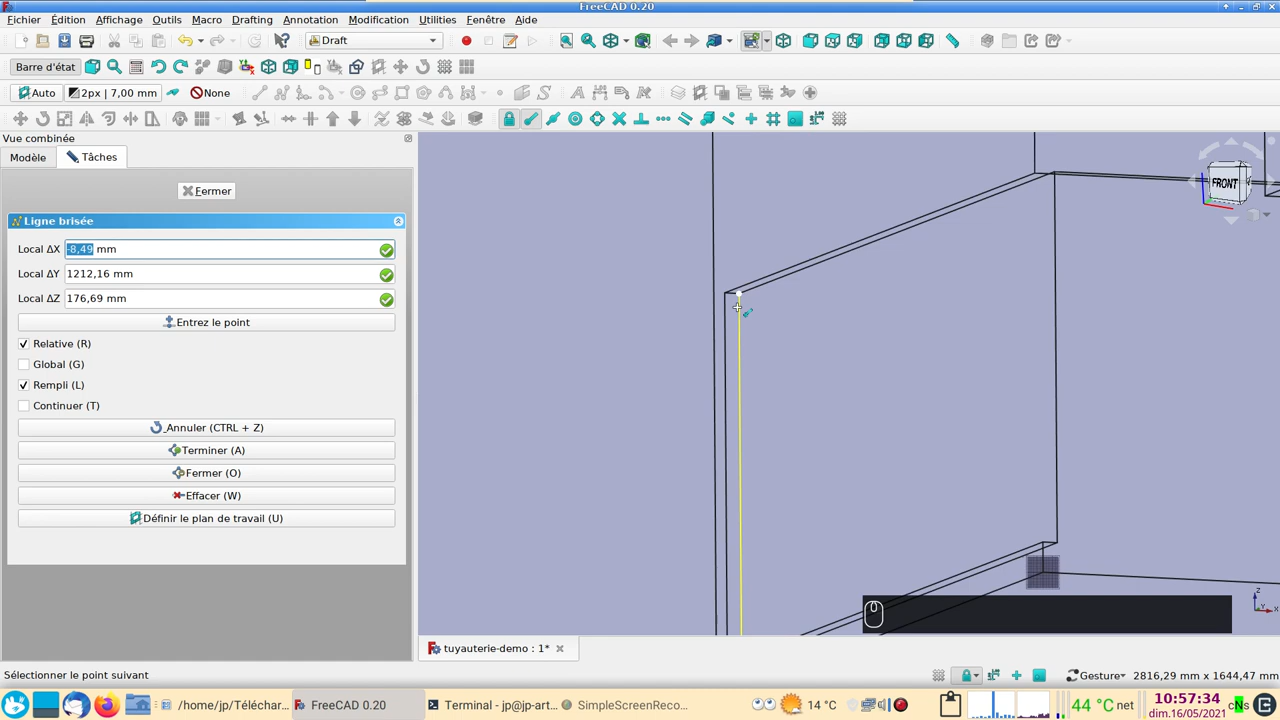 FreeCAD 0.20
Fichier Édition Affichage Outils Macro Drafting Annotation Modification Utilities Fenêtre Aide
Draft
Barre d'état
Auto 2px | 7,00 mm None
Vue combinée
Modèle Tâches
Fermer
Ligne brisée
Local ΔX -8,49 mm
Local ΔY 1212,16 mm
Local ΔZ 176,69 mm
Entrez le point
Relative (R)
Global (G)
Rempli (L)
Continuer (T)
Annuler (CTRL + Z)
Terminer (A)
Fermer (O)
Effacer (W)
Définir le plan de travail (U)
FRONT
Z
Y
X
tuyauterie-demo : 1*
Sélectionner le point suivant
Gesture 2816,29 mm x 1644,47 mm
/home/jp/Téléchar... FreeCAD 0.20 Terminal - jp@jp-art... SimpleScreenReco... 14 °C 44 °C net 10:57:34 cNs
dim.16/05/2021